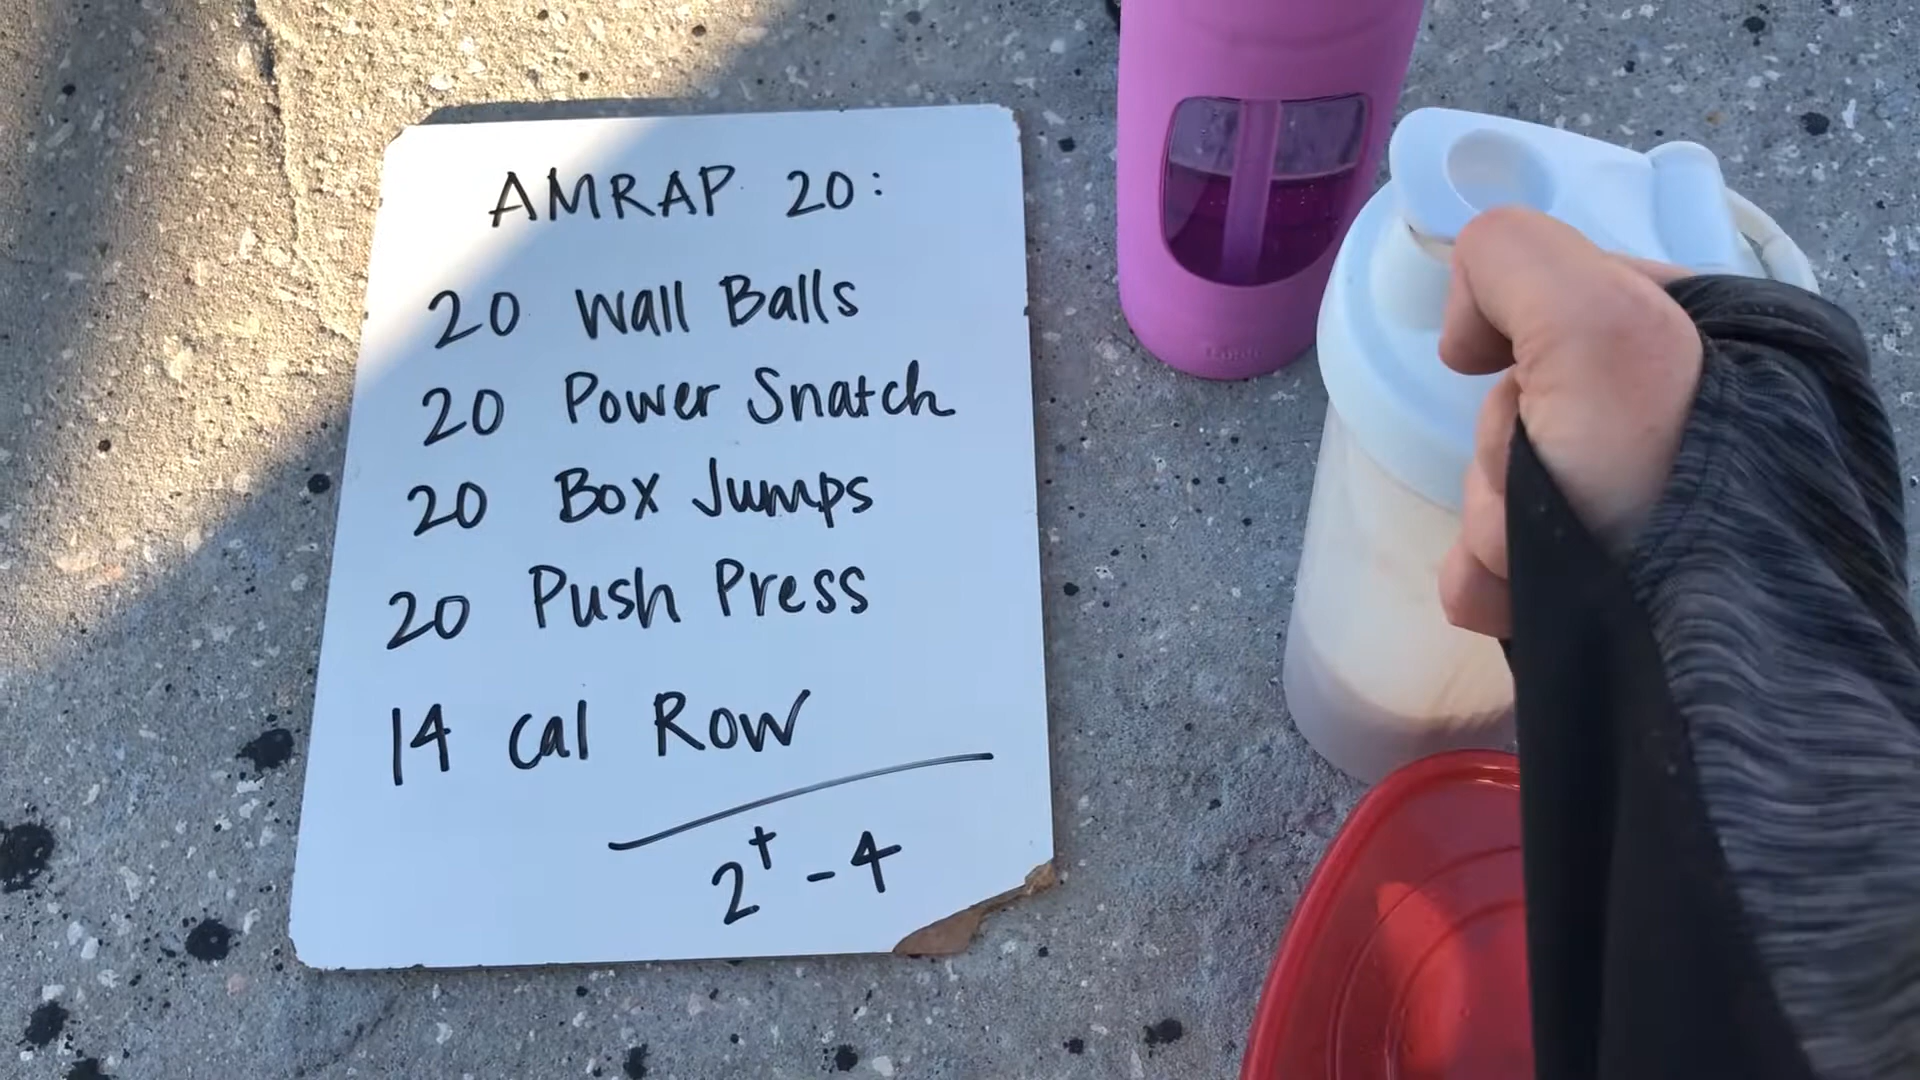 AMRAP 20:
20 Wall Balls
20 Power Snatch
20 Box Jumps
20 Push Press
14 cal Row
2+ - 4